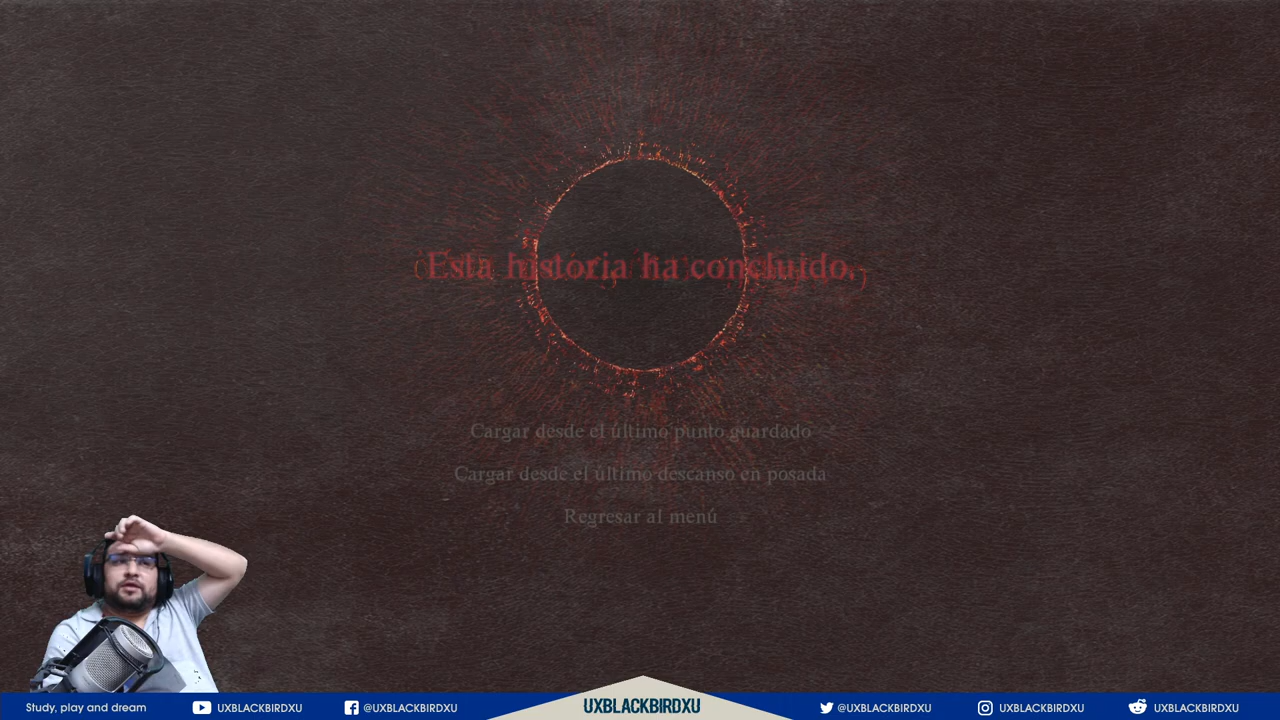 Esta historia ha concluido.
Cargar desde el último punto guardado
Cargar desde el último descanso en posada
Regresar al menú
Study, play and dream
UXBLACKBIRDXU
@UXBLACKBIRDXU
UXBLACKBIRDXU
@UXBLACKBIRDXU
UXBLACKBIRDXU
UXBLACKBIRDXU